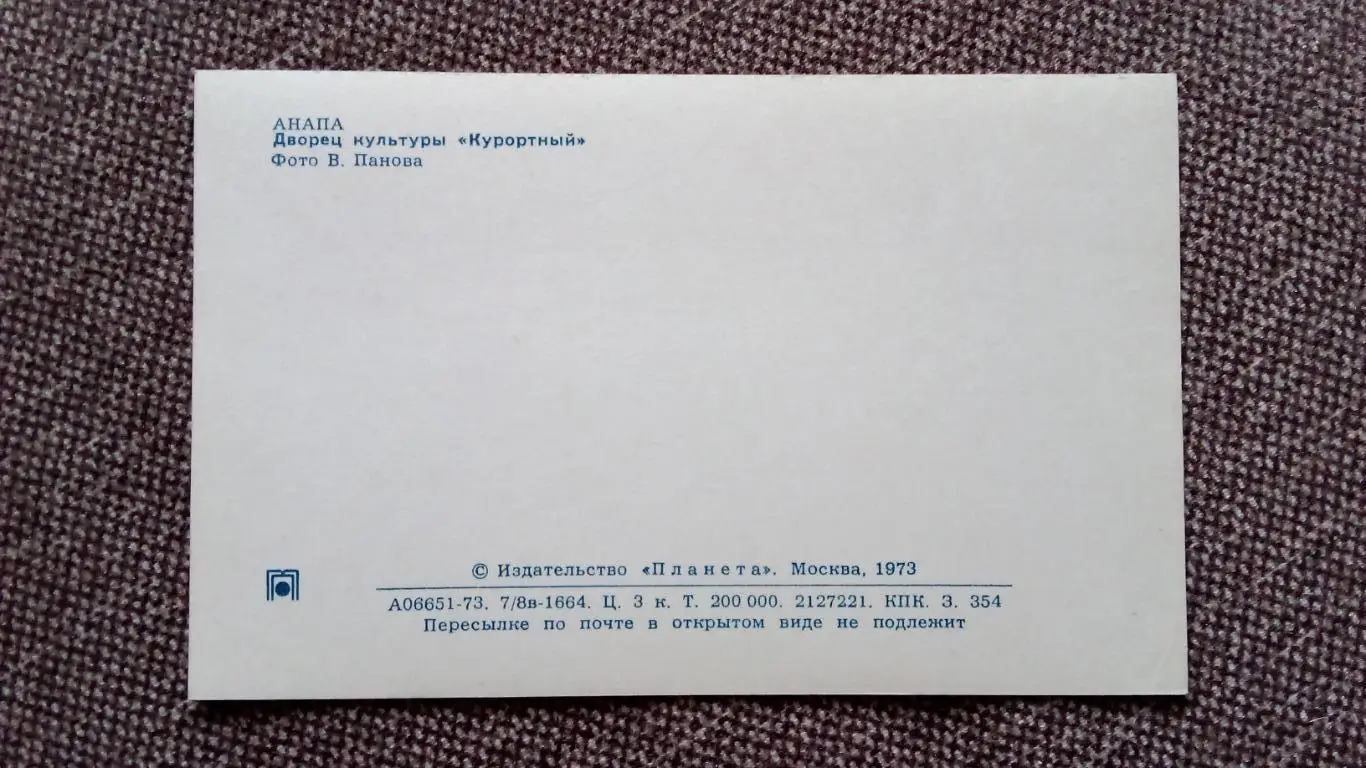 АНАПА
Дворец культуры «Курортный»
Фото В. Панова
© Издательство «Планета». Москва, 1973
А06651-73. 7/8в-1664. Ц. 3 к. Т. 200 000. 2127221. КПК. З. 354
Пересылке по почте в открытом виде не подлежит